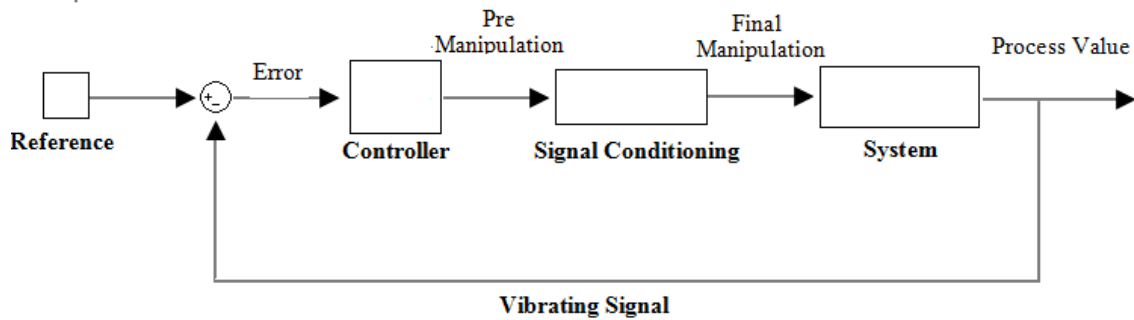 Pre
Manipulation
Final
Manipulation
Process Value
Error
+
-
Reference
Controller
Signal Conditioning
System
Vibrating Signal